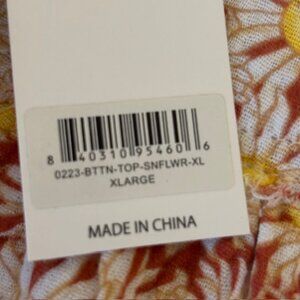 8 40310 95460 6
0223-BTTN-TOP-SNFLWR-XL
XLARGE
MADE IN CHINA